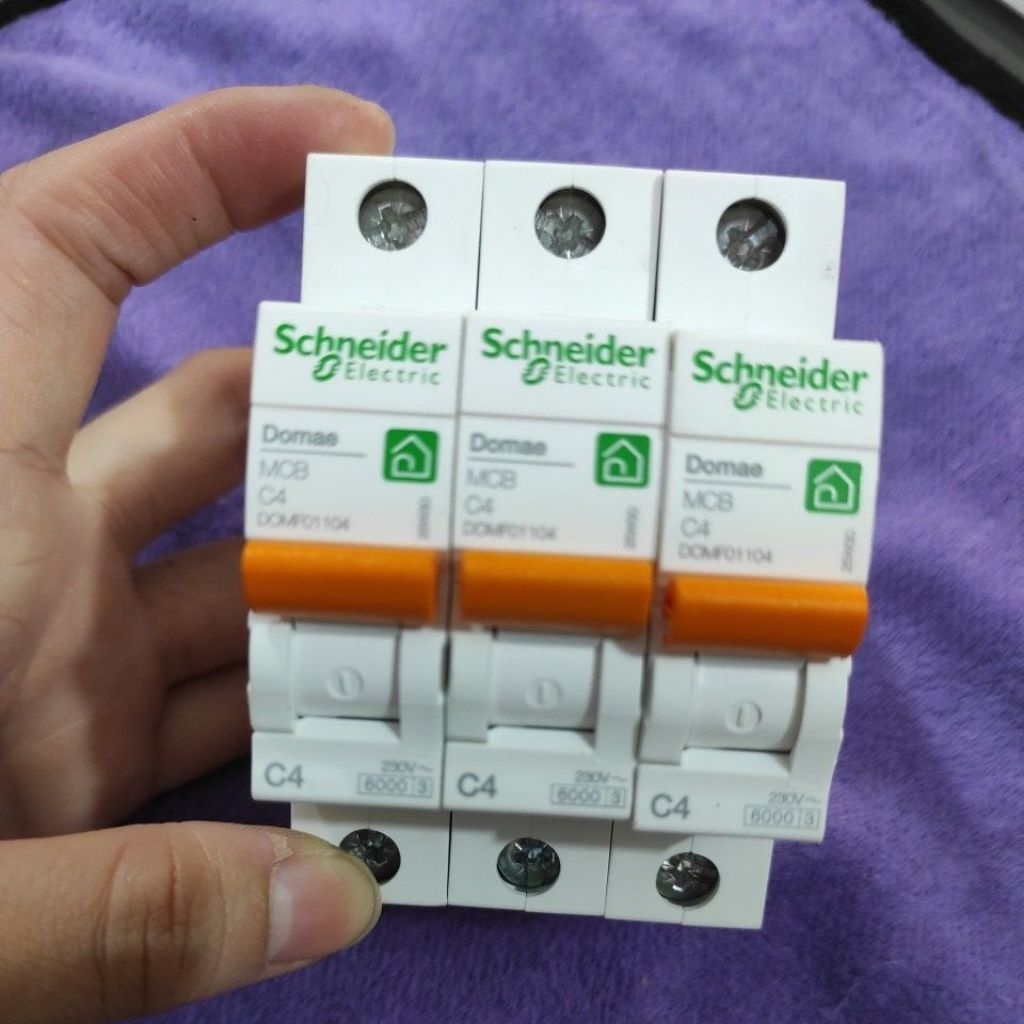 Schneider
Electric
Domae
MCB
C4
DOMF01104
C4
230V~
6000 3
Schneider
Electric
Domae
MCB
C4
DOMF01104
C4
230V~
6000 3
Schneider
Electric
Domae
MCB
C4
DOMF01104
C4
230V~
6000 3